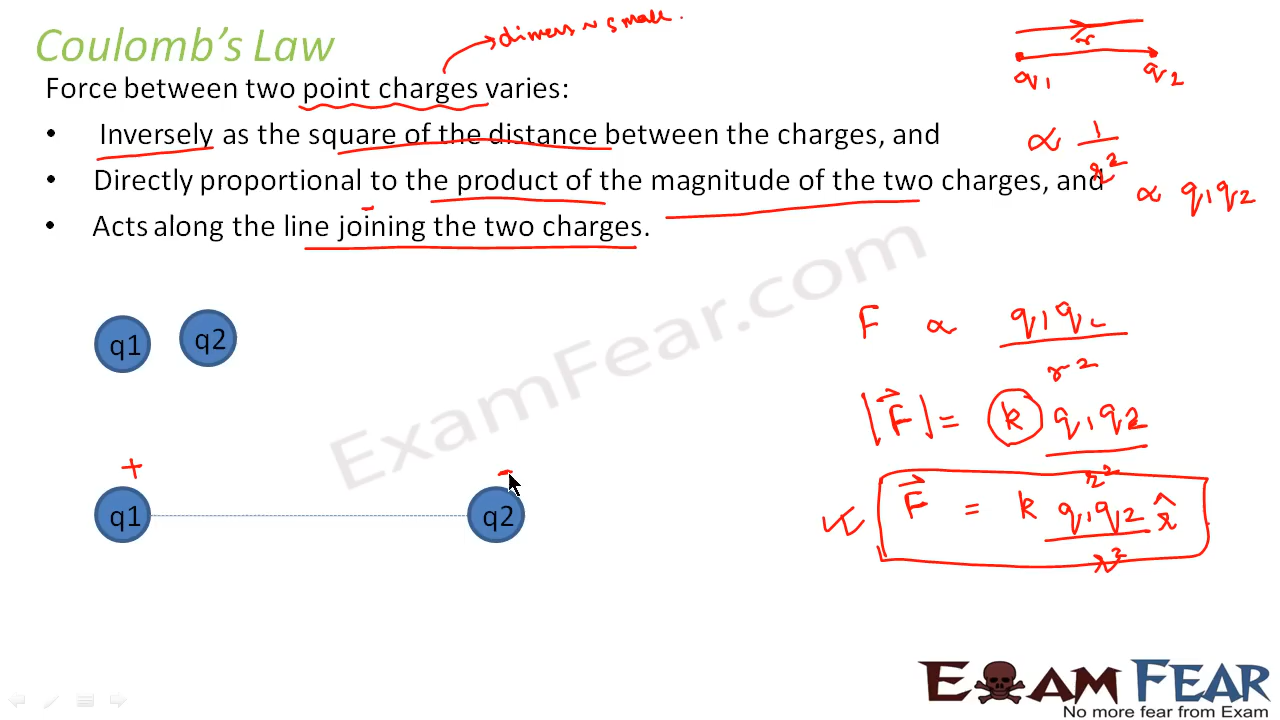 Coulomb's Law
dimens ~ small.
Force between two point charges varies:
• Inversely as the square of the distance between the charges, and
• Directly proportional to the product of the magnitude of the two charges, and
• Acts along the line joining the two charges.
r
q1 q2
∝ 1/r²
∝ q1q2
q1 q2
F ∝ q1q2/r²
|F⃗| = k q1q2/r²
F⃗ = k q1q2/r² r̂
+ -
q1 q2
ExamFear.com
EXAM FEAR
No more fear from Exam